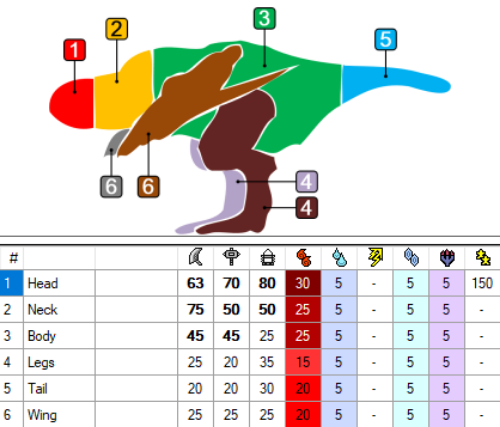 1
2
3
5
6
6
4
4
#
1 Head 63 70 80 30 5 - 5 5 150
2 Neck 75 50 50 25 5 - 5 5 -
3 Body 45 45 25 25 5 - 5 5 -
4 Legs 25 20 35 15 5 - 5 5 -
5 Tail 20 20 30 20 5 - 5 5 -
6 Wing 25 25 25 20 5 - 5 5 -